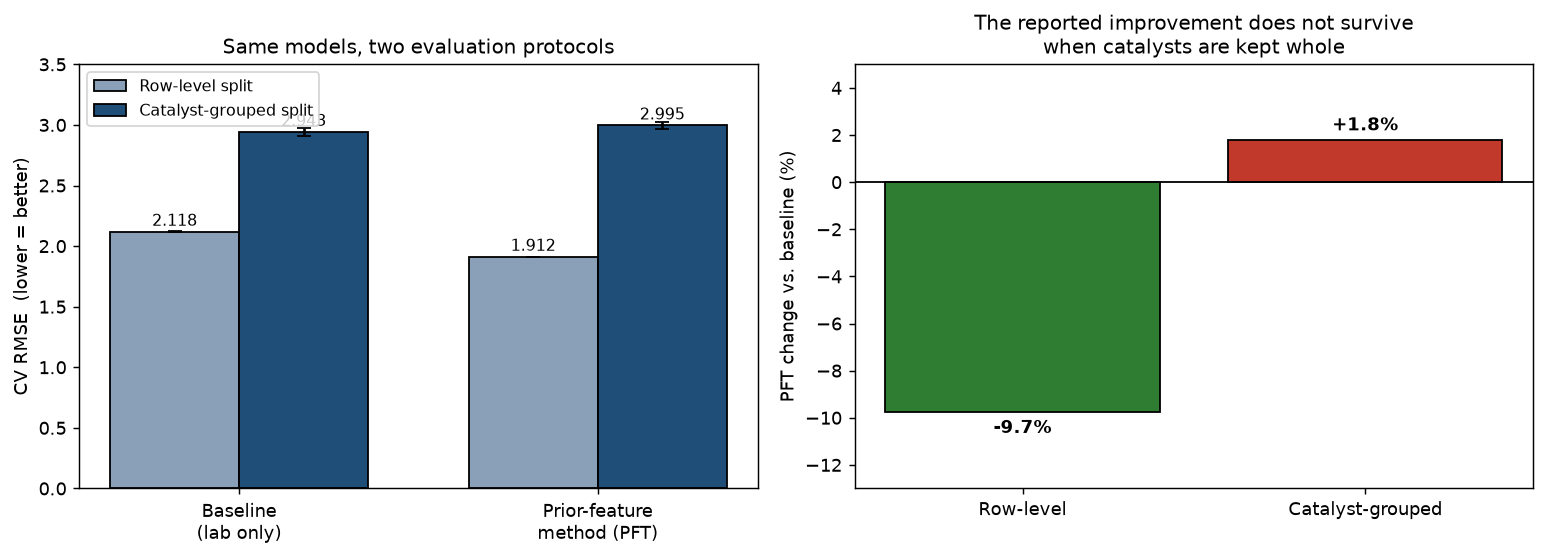 Same models, two evaluation protocols
CV RMSE (lower = better)
3.5
3.0
2.5
2.0
1.5
1.0
0.5
0.0
Row-level split
Catalyst-grouped split
2.118
2.943
1.912
2.995
Baseline
(lab only)
Prior-feature
method (PFT)
The reported improvement does not survive
when catalysts are kept whole
PFT change vs. baseline (%)
4
2
0
−2
−4
−6
−8
−10
−12
-9.7%
+1.8%
Row-level
Catalyst-grouped